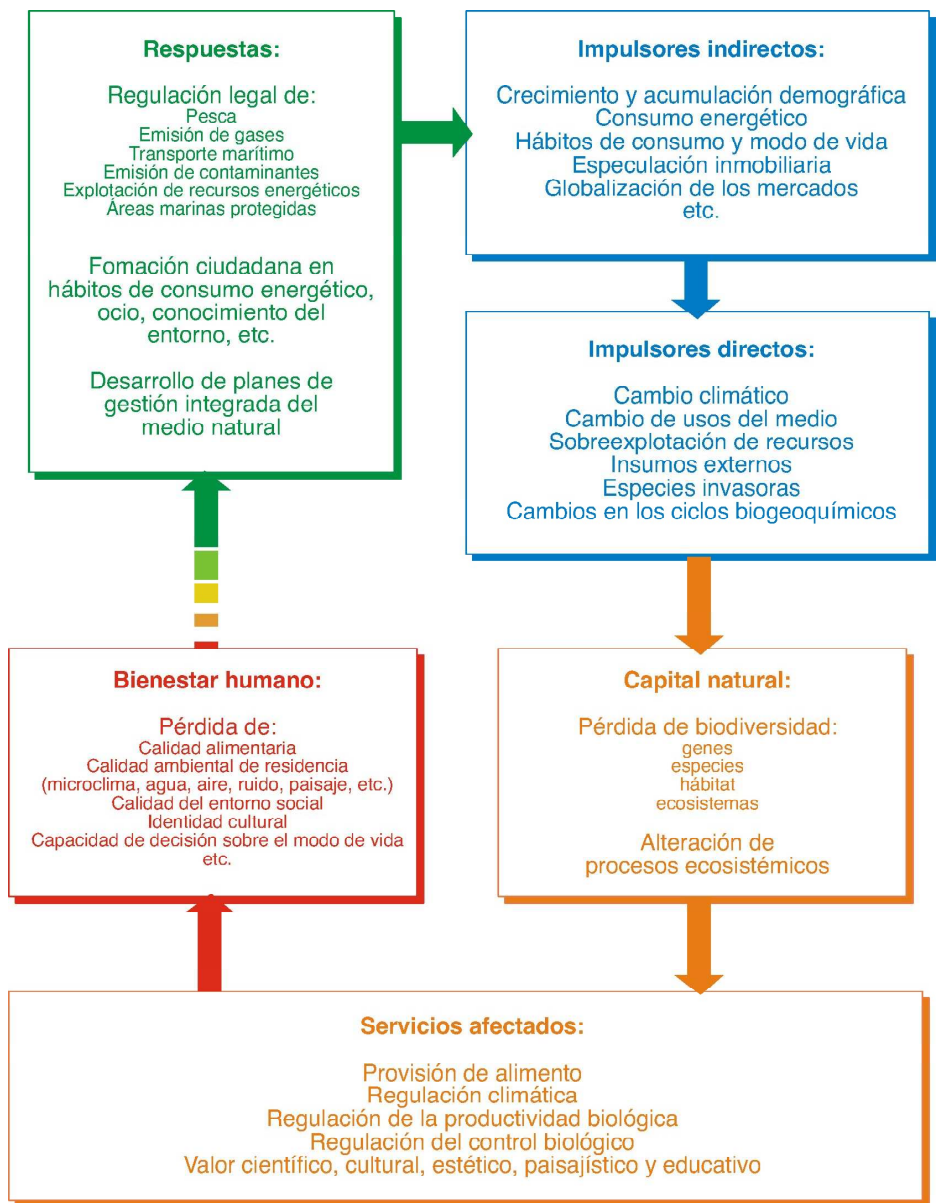 Respuestas:
Regulación legal de:
Pesca
Emisión de gases
Transporte marítimo
Emisión de contaminantes
Explotación de recursos energéticos
Áreas marinas protegidas
Fomación ciudadana en
hábitos de consumo energético,
ocio, conocimiento del
entorno, etc.
Desarrollo de planes de
gestión integrada del
medio natural
Impulsores indirectos:
Crecimiento y acumulación demográfica
Consumo energético
Hábitos de consumo y modo de vida
Especulación inmobiliaria
Globalización de los mercados
etc.
Impulsores directos:
Cambio climático
Cambio de usos del medio
Sobreexplotación de recursos
Insumos externos
Especies invasoras
Cambios en los ciclos biogeoquímicos
Bienestar humano:
Pérdida de:
Calidad alimentaria
Calidad ambiental de residencia
(microclima, agua, aire, ruido, paisaje, etc.)
Calidad del entorno social
Identidad cultural
Capacidad de decisión sobre el modo de vida
etc.
Capital natural:
Pérdida de biodiversidad:
genes
especies
hábitat
ecosistemas
Alteración de
procesos ecosistémicos
Servicios afectados:
Provisión de alimento
Regulación climática
Regulación de la productividad biológica
Regulación del control biológico
Valor científico, cultural, estético, paisajístico y educativo